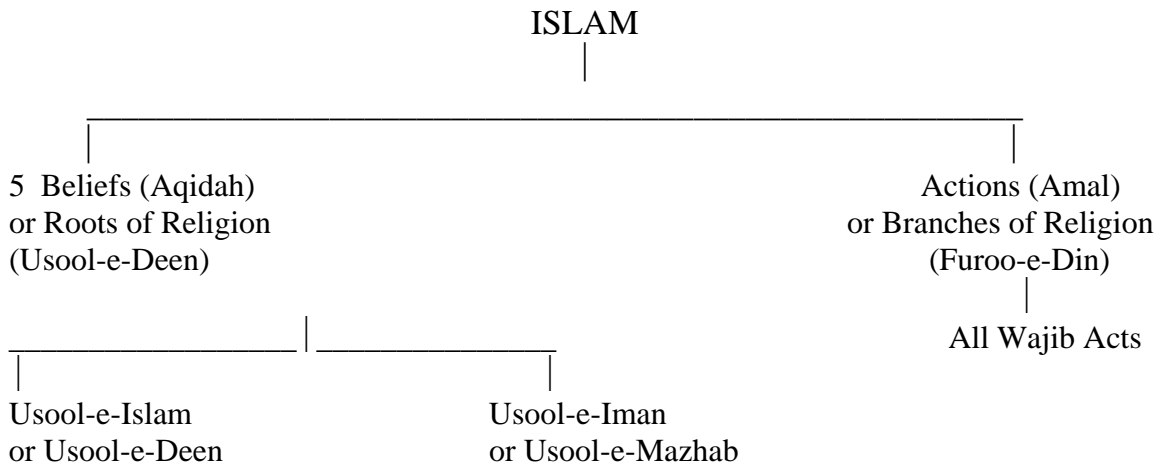 ISLAM
5 Beliefs (Aqidah)
or Roots of Religion
(Usool-e-Deen)
Actions (Amal)
or Branches of Religion
(Furoo-e-Din)
All Wajib Acts
Usool-e-Islam
or Usool-e-Deen
Usool-e-Iman
or Usool-e-Mazhab